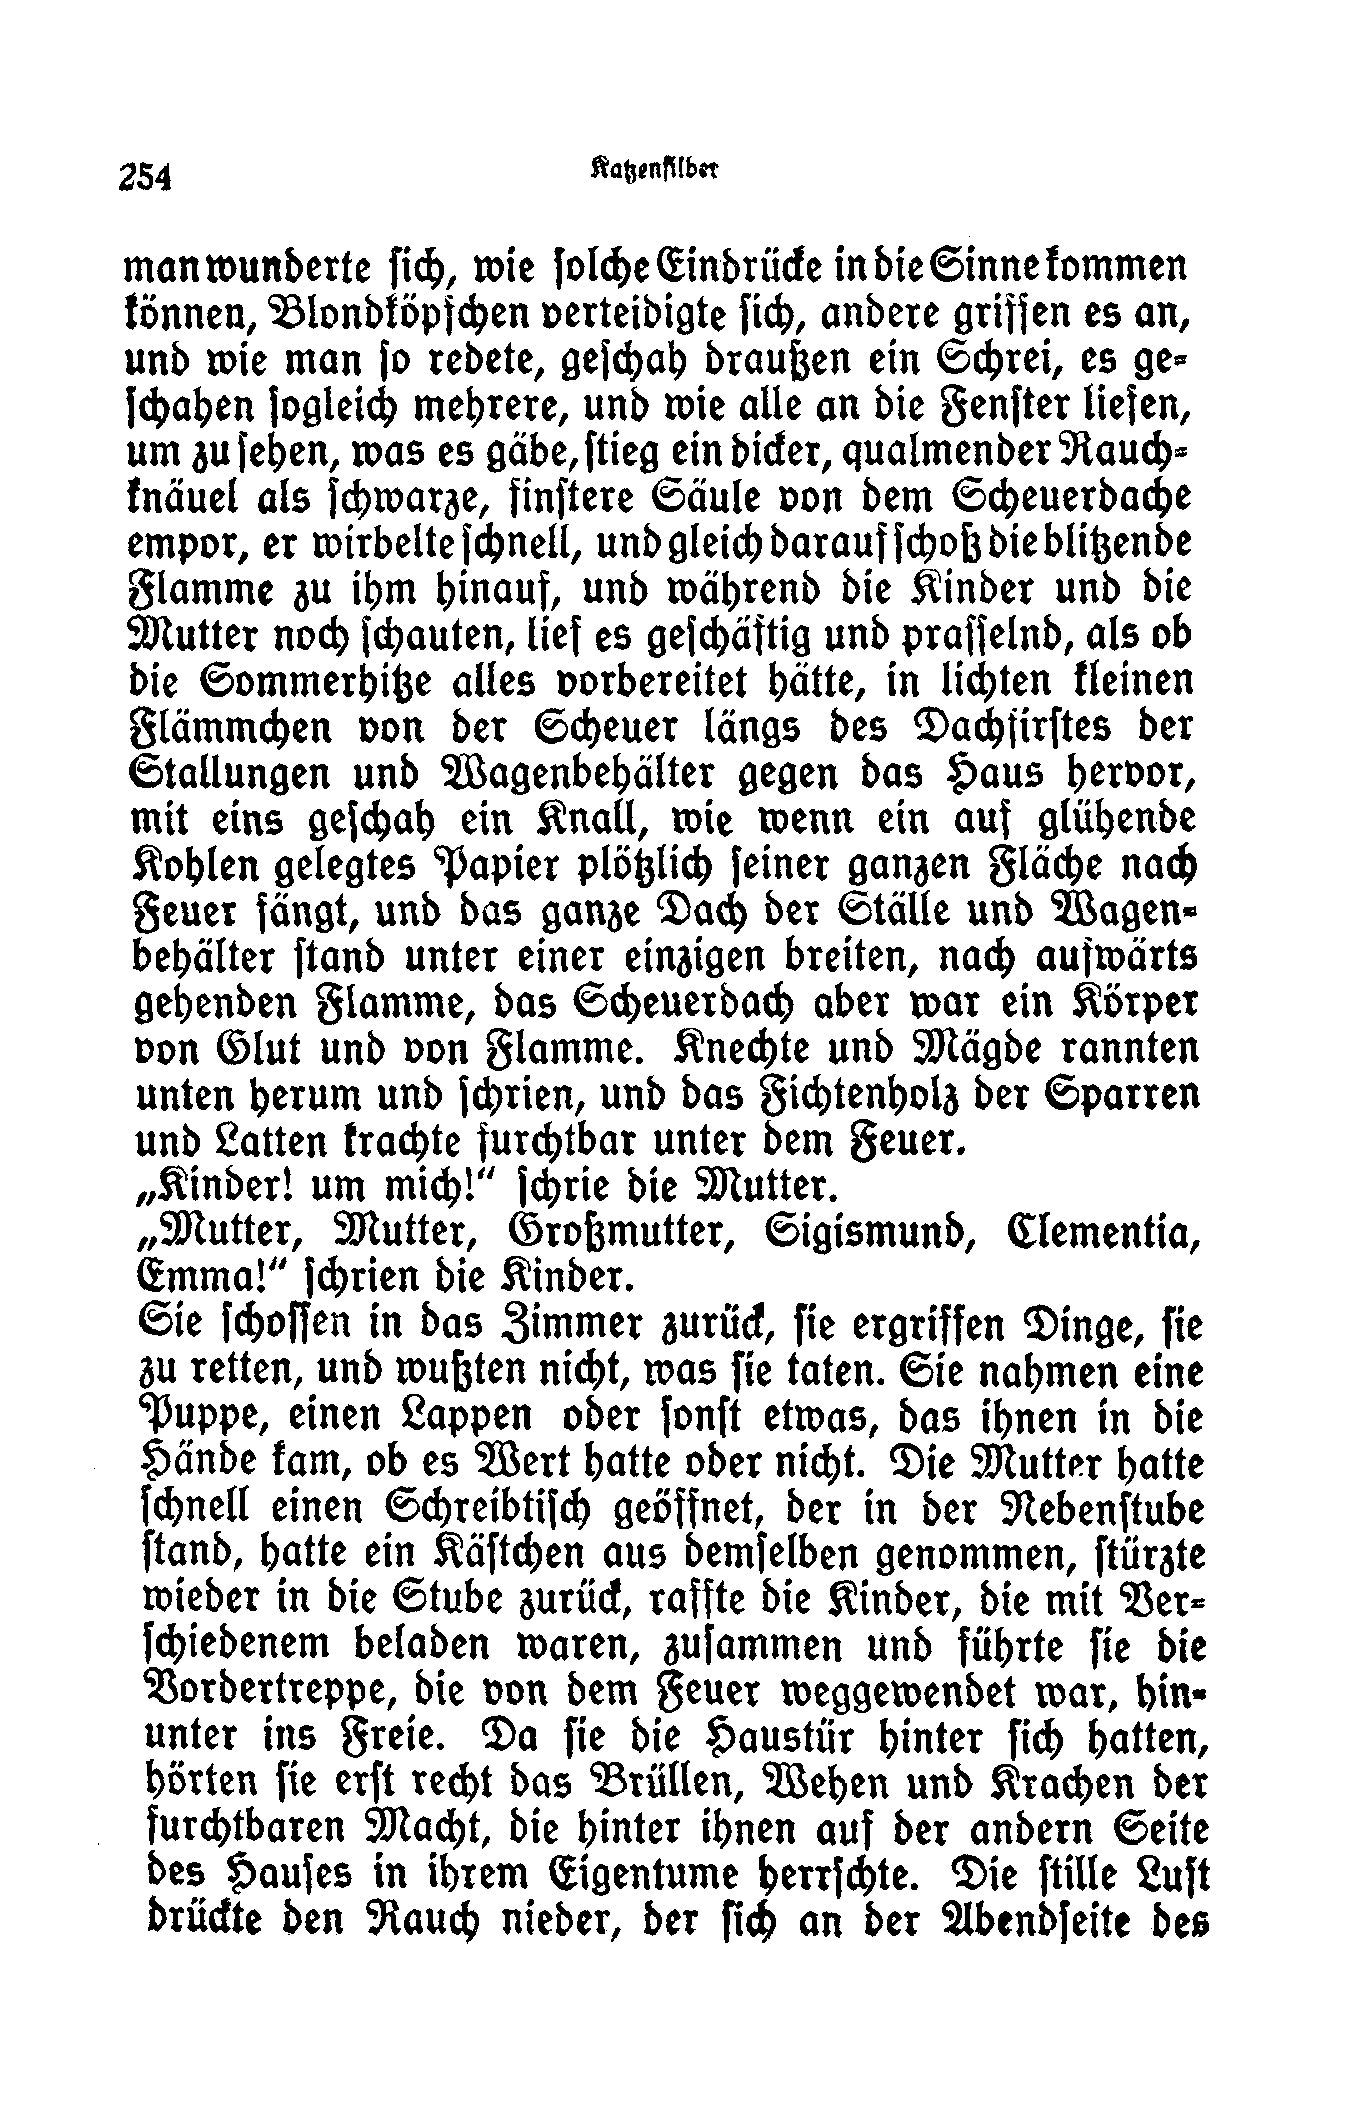 254
Katzensilber
man wunderte sich, wie solche Eindrücke in die Sinne kommen
können, Blondköpfchen verteidigte sich, andere griffen es an,
und wie man so redete, geschah draußen ein Schrei, es ge-
schahen sogleich mehrere, und wie alle an die Fenster liefen,
um zu sehen, was es gäbe, stieg ein dicker, qualmender Rauch-
knäuel als schwarze, finstere Säule von dem Scheuerdache
empor, er wirbelte schnell, und gleich darauf schoß die blitzende
Flamme zu ihm hinauf, und während die Kinder und die
Mutter noch schauten, lief es geschäftig und prasselnd, als ob
die Sommerhitze alles vorbereitet hätte, in lichten kleinen
Flämmchen von der Scheuer längs des Dachfirstes der
Stallungen und Wagenbehälter gegen das Haus hervor,
mit eins geschah ein Knall, wie wenn ein auf glühende
Kohlen gelegtes Papier plötzlich seiner ganzen Fläche nach
Feuer fängt, und das ganze Dach der Ställe und Wagen-
behälter stand unter einer einzigen breiten, nach aufwärts
gehenden Flamme, das Scheuerdach aber war ein Körper
von Glut und von Flamme. Knechte und Mägde rannten
unten herum und schrien, und das Fichtenholz der Sparren
und Latten krachte furchtbar unter dem Feuer.
„Kinder! um mich!“ schrie die Mutter.
„Mutter, Mutter, Großmutter, Sigismund, Clementia,
Emma!“ schrien die Kinder.
Sie schossen in das Zimmer zurück, sie ergriffen Dinge, sie
zu retten, und wußten nicht, was sie taten. Sie nahmen eine
Puppe, einen Lappen oder sonst etwas, das ihnen in die
Hände kam, ob es Wert hatte oder nicht. Die Mutter hatte
schnell einen Schreibtisch geöffnet, der in der Nebenstube
stand, hatte ein Kästchen aus demselben genommen, stürzte
wieder in die Stube zurück, raffte die Kinder, die mit Ver-
schiedenem beladen waren, zusammen und führte sie die
Vordertreppe, die von dem Feuer weggewendet war, hin-
unter ins Freie. Da sie die Haustür hinter sich hatten,
hörten sie erst recht das Brüllen, Wehen und Krachen der
furchtbaren Macht, die hinter ihnen auf der andern Seite
des Hauses in ihrem Eigentume herrschte. Die stille Luft
drückte den Rauch nieder, der sich an der Abendseite des